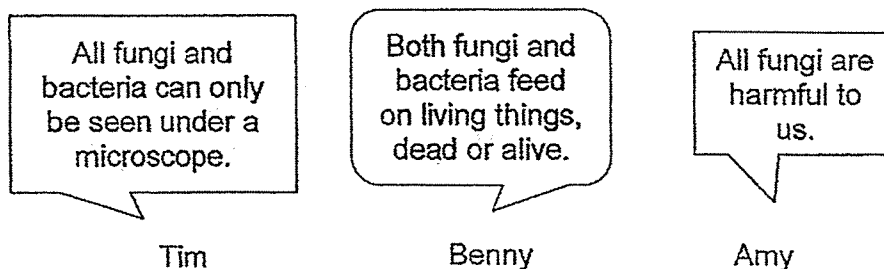 All fungi and
bacteria can only
be seen under a
microscope.
Both fungi and
bacteria feed
on living things,
dead or alive.
All fungi are
harmful to
us.
Tim
Benny
Amy